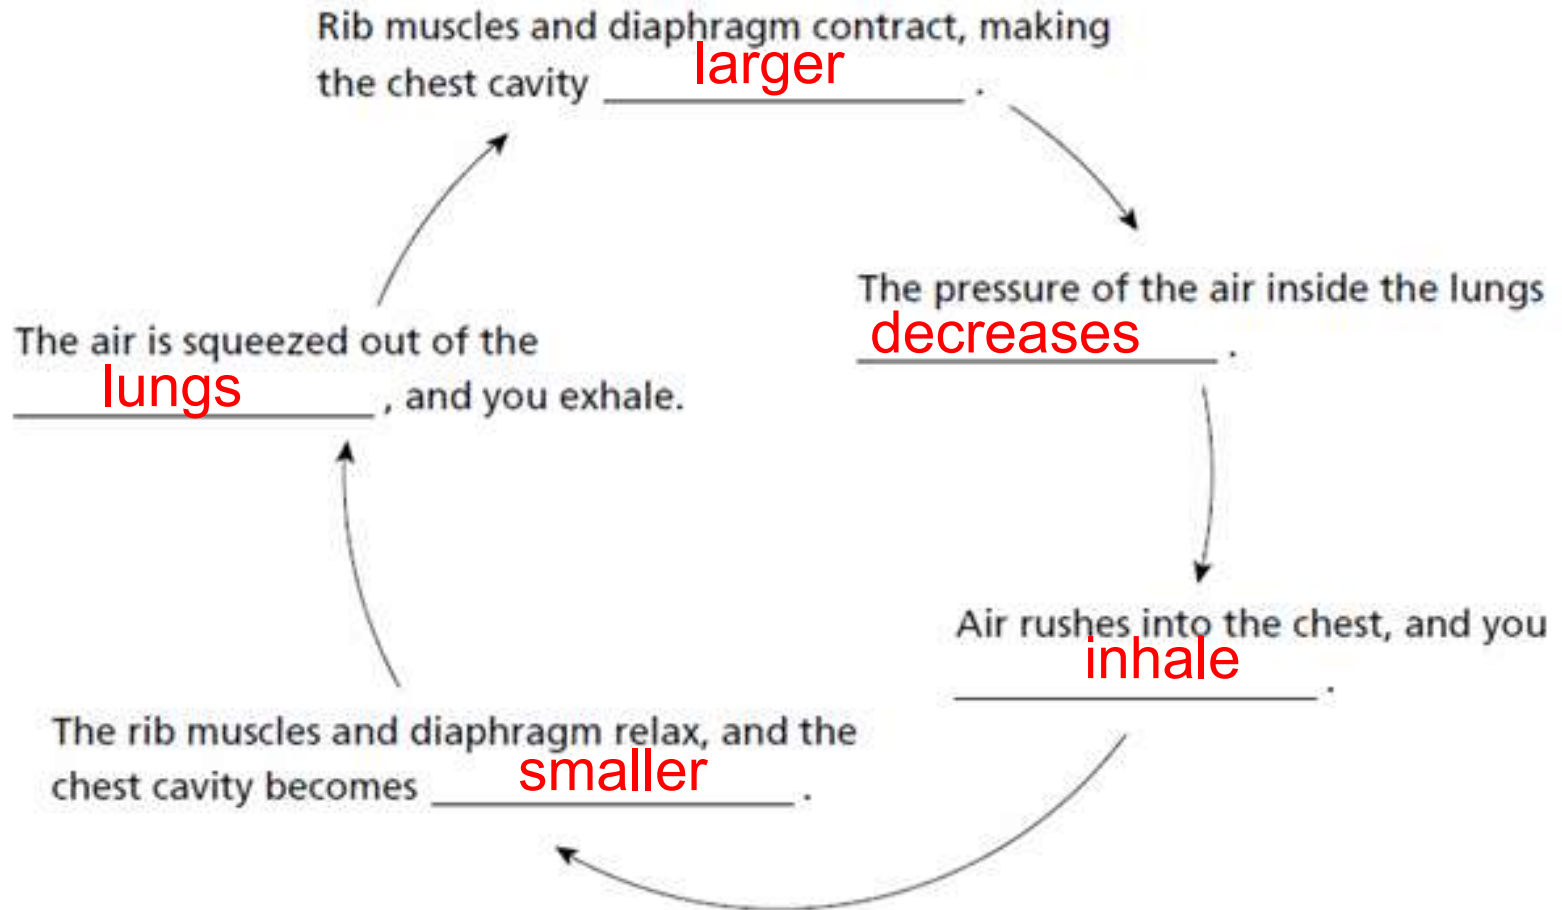 Rib muscles and diaphragm contract, making
the chest cavity larger .
The pressure of the air inside the lungs
decreases .
Air rushes into the chest, and you
inhale .
The rib muscles and diaphragm relax, and the
chest cavity becomes smaller .
The air is squeezed out of the
lungs , and you exhale.